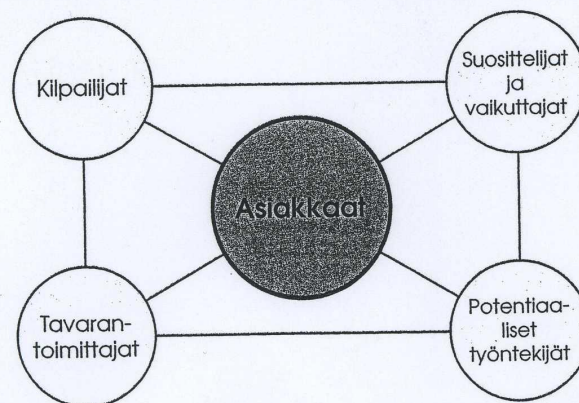 Kilpailijat
Suosittelijat
ja
vaikuttajat
Asiakkaat
Tavaran-
toimittajat
Potentiaa-
liset
työntekijät